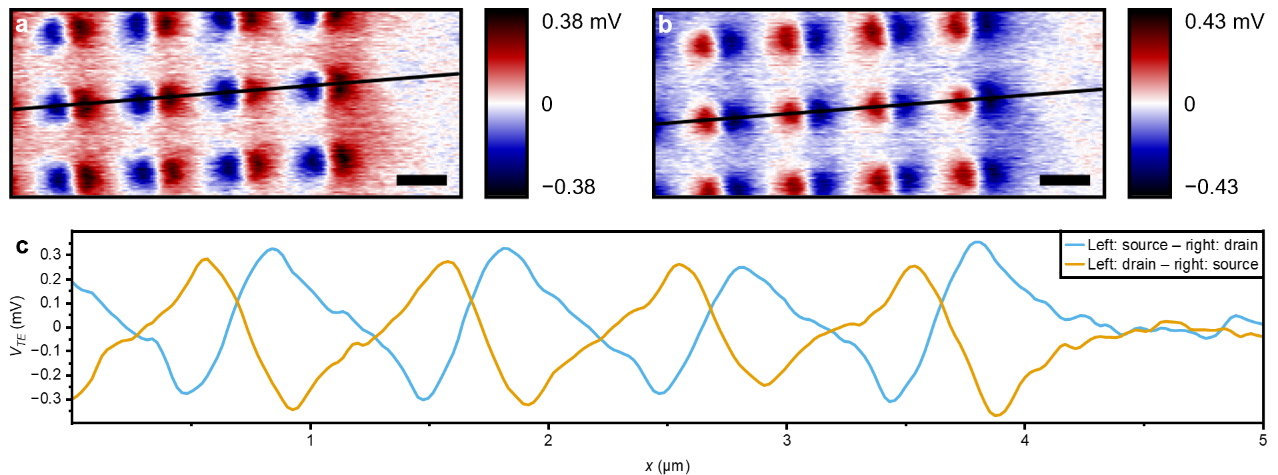 a
0.38 mV
0
−0.38
b
0.43 mV
0
−0.43
c
Left: source – right: drain
Left: drain – right: source
V_TE (mV)
0.3
0.2
0.1
0
−0.1
−0.2
−0.3
1
2
3
4
5
x (µm)